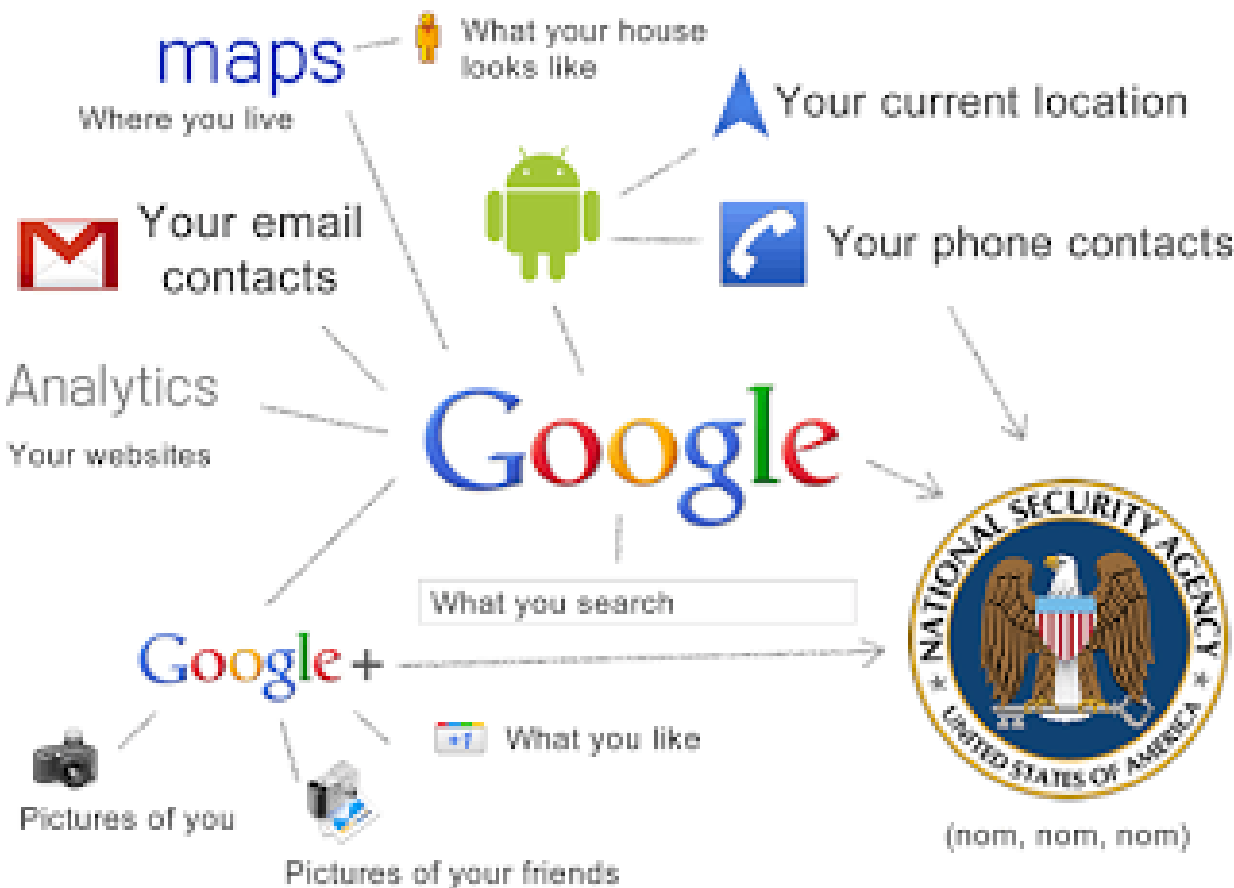 maps
What your house
looks like
Where you live
Your current location
Your email
contacts
Your phone contacts
Analytics
Your websites
Google
What you search
NATIONAL SECURITY AGENCY
UNITED STATES OF AMERICA
Google+
+1 What you like
Pictures of you
Pictures of your friends
(nom, nom, nom)